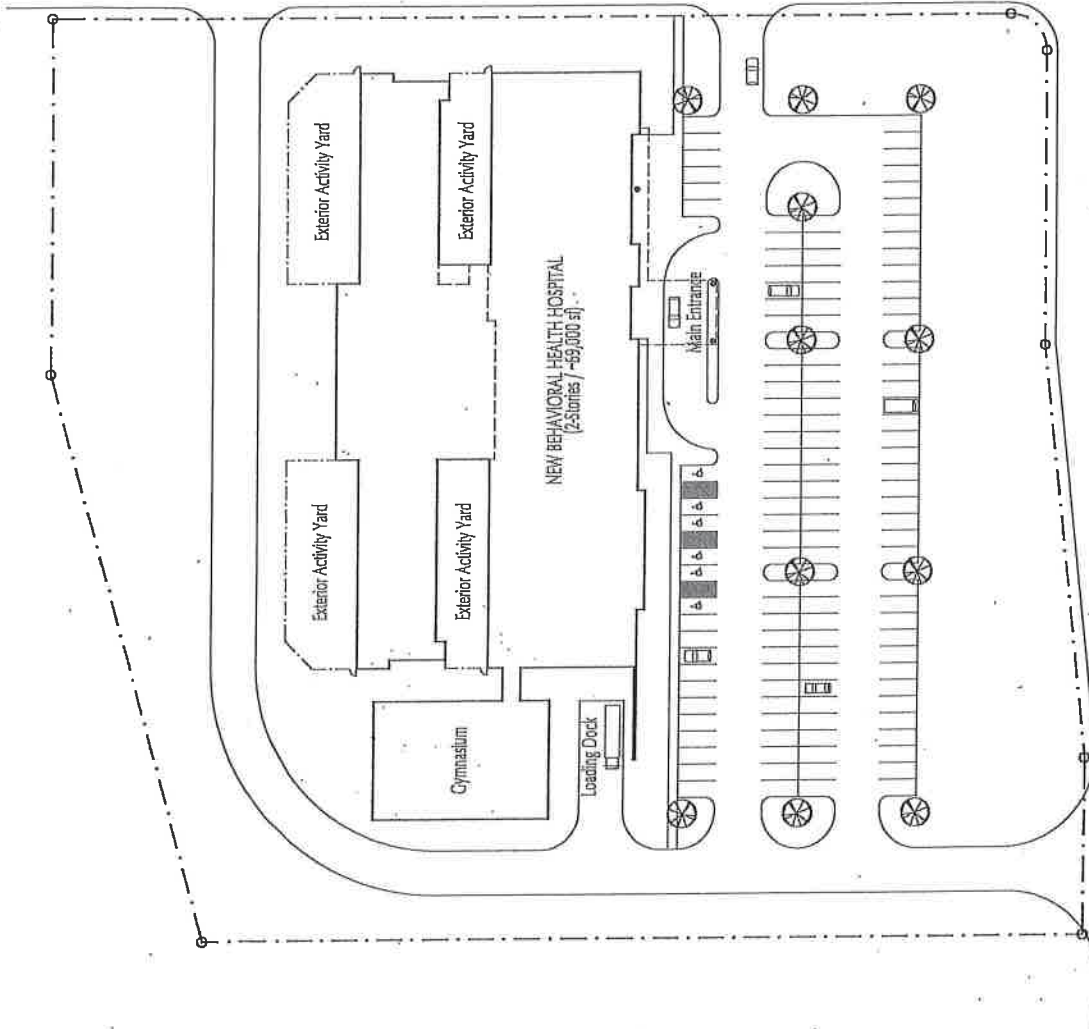 Exterior Activity Yard
Exterior Activity Yard
Exterior Activity Yard
Exterior Activity Yard
NEW BEHAVIORAL HEALTH HOSPITAL
(2-Stories / ~69,000 sf)
Main Entrance
Gymnasium
Loading Dock